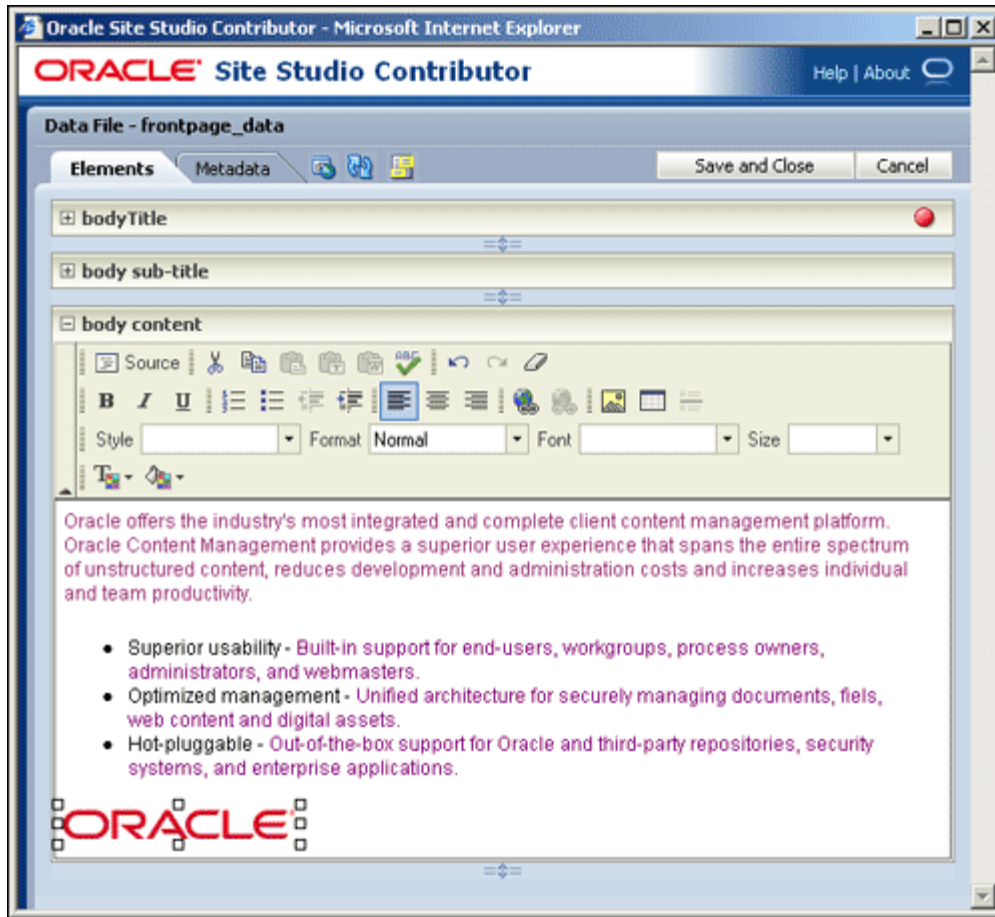 Oracle Site Studio Contributor - Microsoft Internet Explorer
ORACLE Site Studio Contributor
Help | About
Data File - frontpage_data
Elements Metadata Save and Close Cancel
bodyTitle
body sub-title
body content
Source ABC
B I U
Style Format Normal Font Size
T
Oracle offers the industry's most integrated and complete client content management platform.
Oracle Content Management provides a superior user experience that spans the entire spectrum
of unstructured content, reduces development and administration costs and increases individual
and team productivity.
• Superior usability - Built-in support for end-users, workgroups, process owners,
administrators, and webmasters.
• Optimized management - Unified architecture for securely managing documents, fiels,
web content and digital assets.
• Hot-pluggable - Out-of-the-box support for Oracle and third-party repositories, security
systems, and enterprise applications.
ORACLE